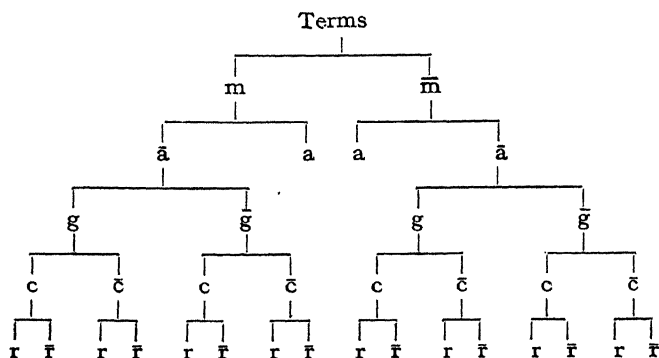 Terms
m m̄
ā a a ā
g ḡ g ḡ
c c̄ c c̄ c c̄ c c̄
r r̄ r r̄ r r̄ r r̄ r r̄ r r̄ r r̄ r r̄